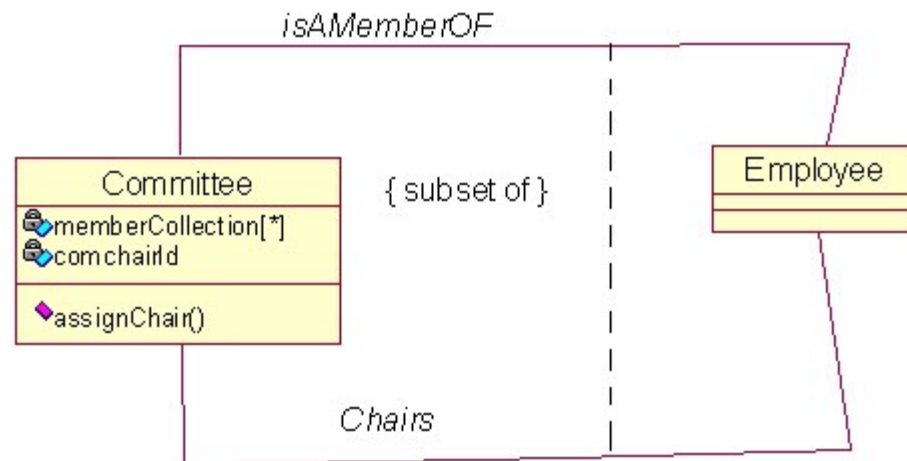 isAMemberOF
Committee
memberCollection[*]
comchairId
assignChair()
{ subset of }
Employee
Chairs